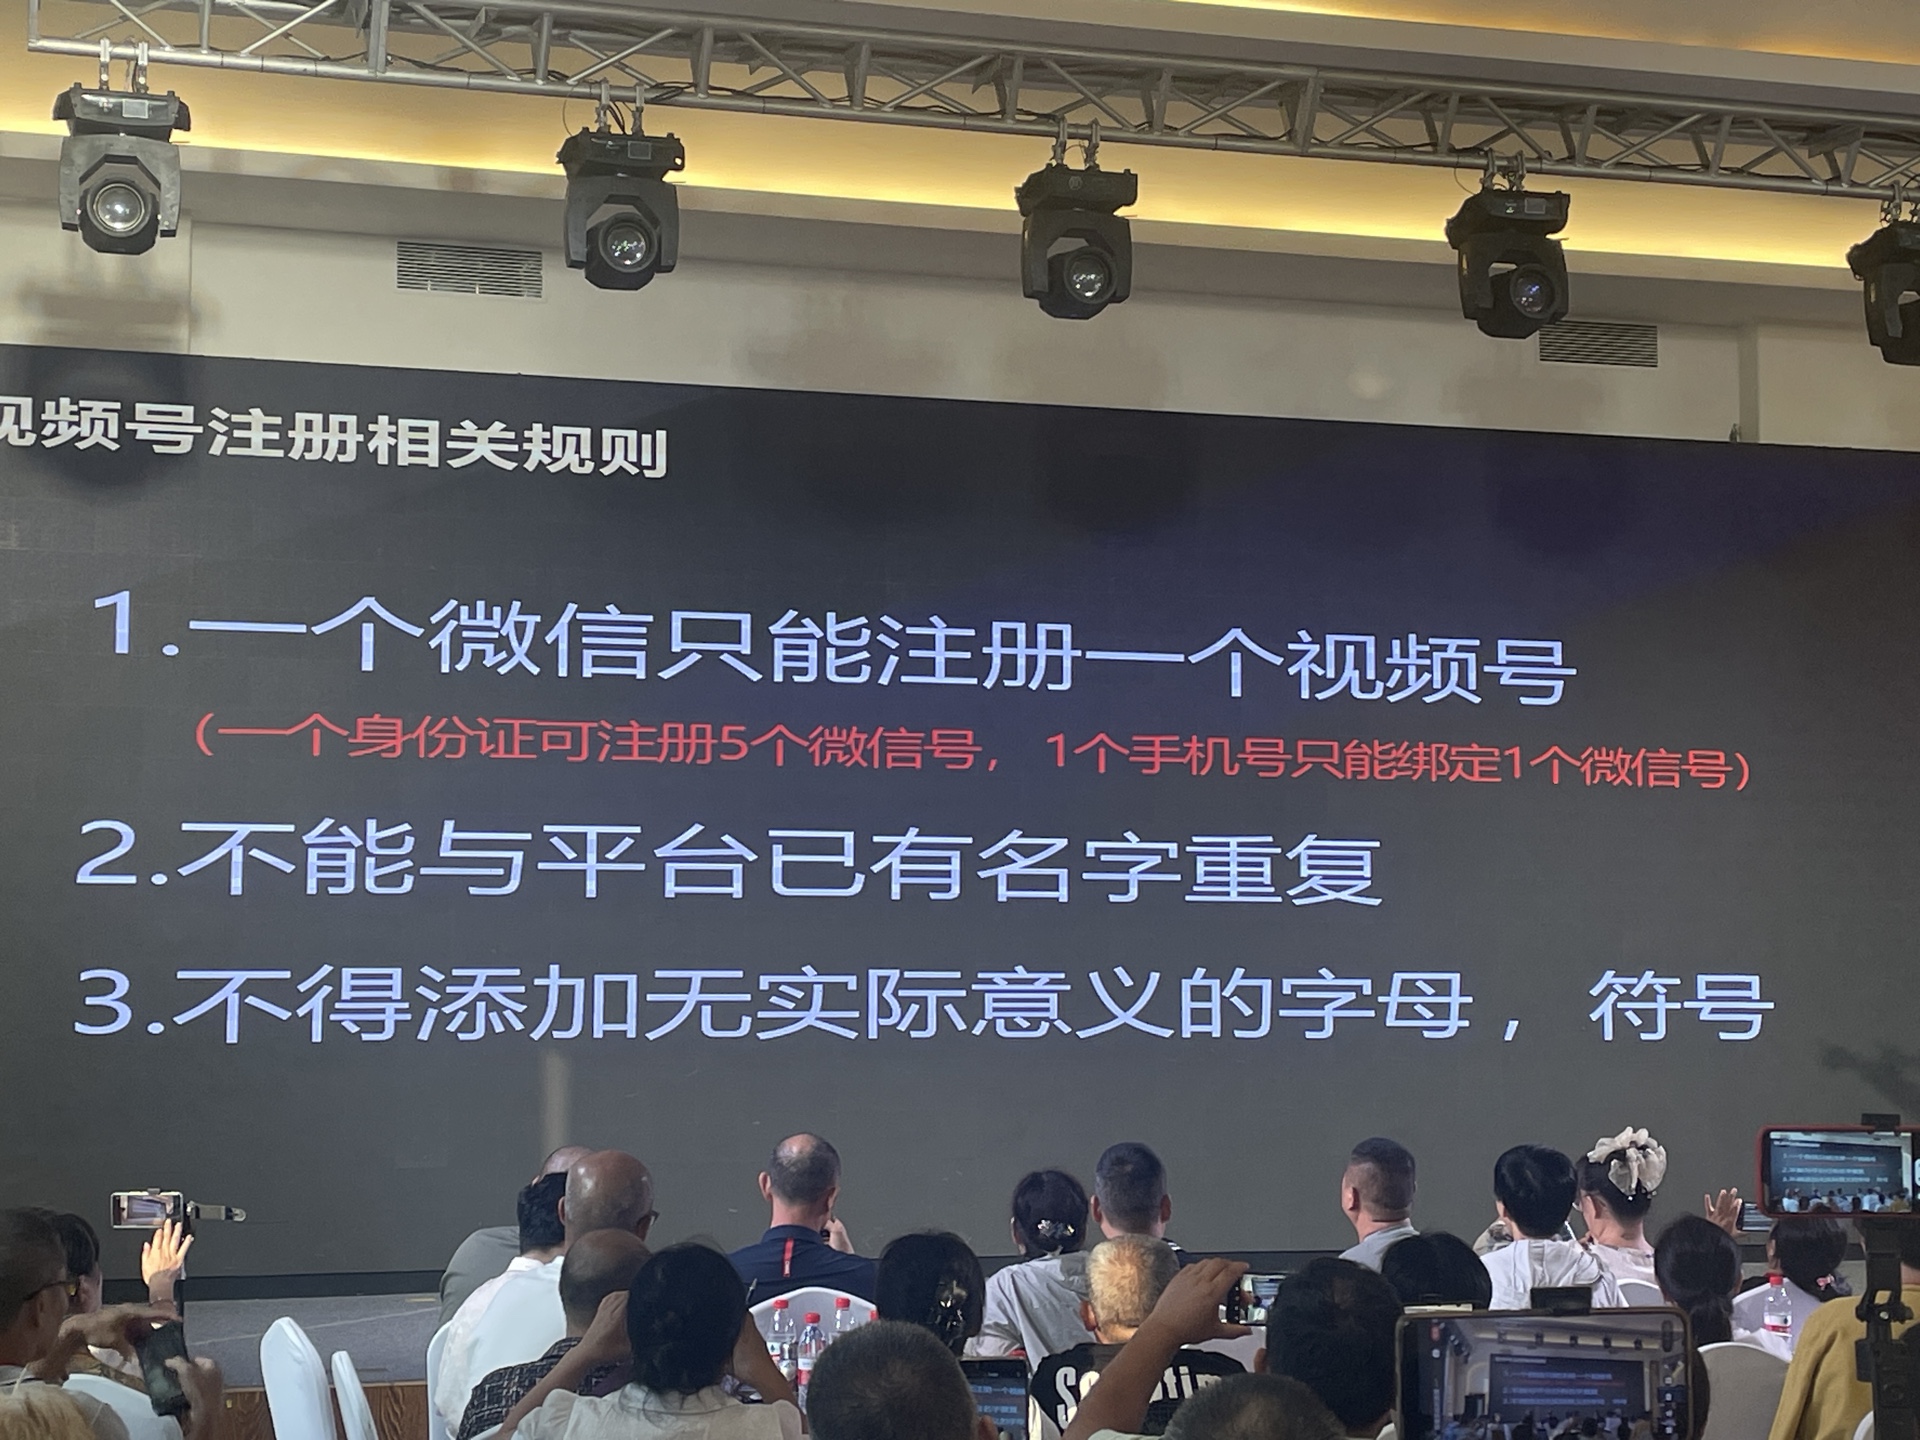 视频号注册相关规则
1.一个微信只能注册一个视频号
（一个身份证可注册5个微信号，1个手机号只能绑定1个微信号）
2.不能与平台已有名字重复
3.不得添加无实际意义的字母，符号